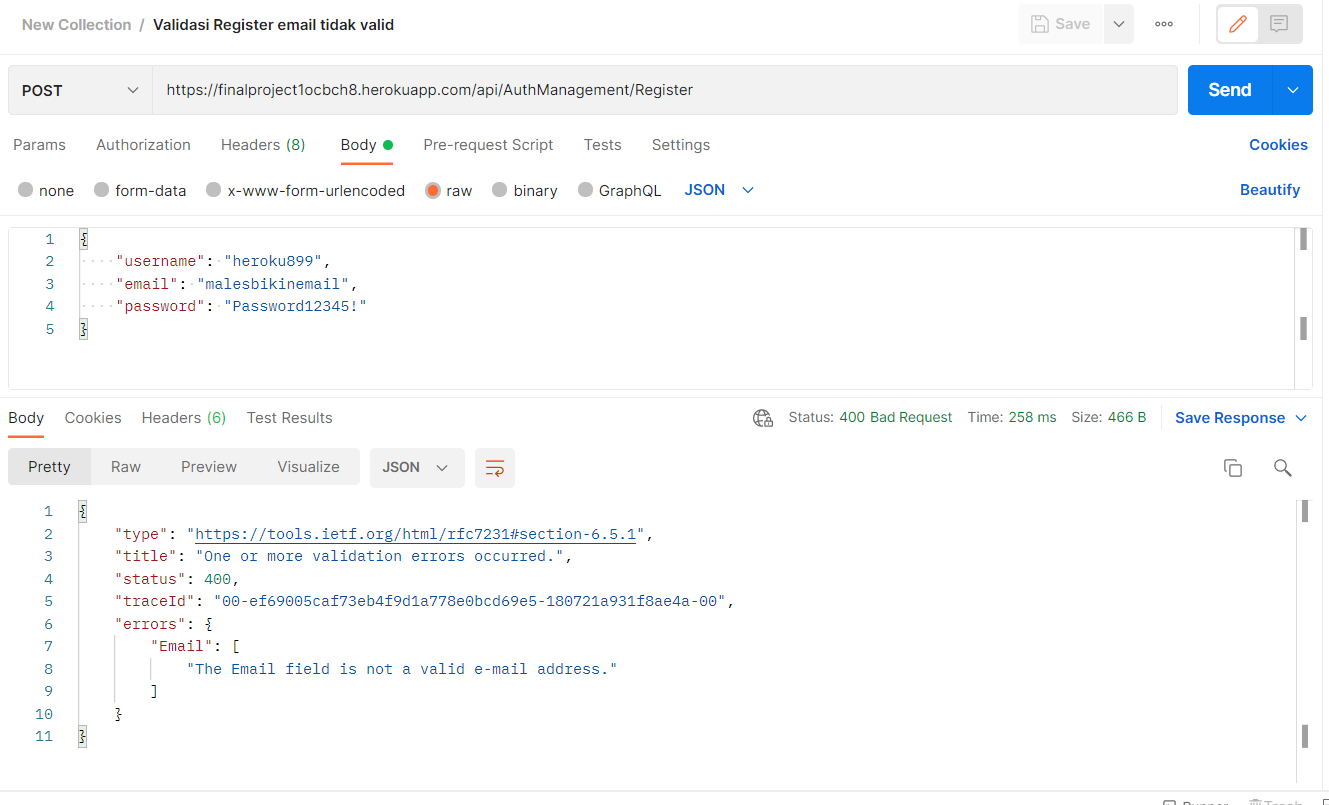 New Collection / Validasi Register email tidak valid Save ooo
POST https://finalproject1ocbch8.herokuapp.com/api/AuthManagement/Register Send
Params Authorization Headers (8) Body Pre-request Script Tests Settings Cookies
none form-data x-www-form-urlencoded raw binary GraphQL JSON Beautify
1 {
2 "username": "heroku899",
3 "email": "malesbikinemail",
4 "password": "Password12345!"
5 }
Body Cookies Headers (6) Test Results Status: 400 Bad Request Time: 258 ms Size: 466 B Save Response
Pretty Raw Preview Visualize JSON
1 {
2 "type": "https://tools.ietf.org/html/rfc7231#section-6.5.1",
3 "title": "One or more validation errors occurred.",
4 "status": 400,
5 "traceId": "00-ef69005caf73eb4f9d1a778e0bcd69e5-180721a931f8ae4a-00",
6 "errors": {
7 "Email": [
8 "The Email field is not a valid e-mail address."
9 ]
10 }
11 }
Runner Trash